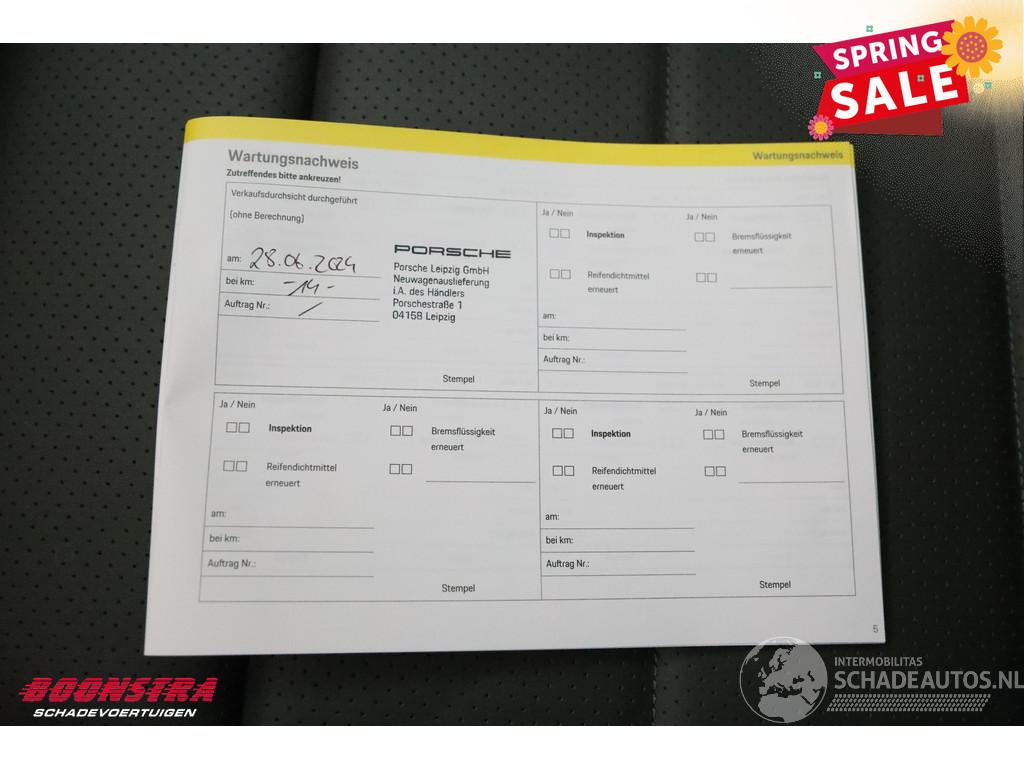 SPRING
SALE
Wartungsnachweis
Wartungsnachweis
Zutreffendes bitte ankreuzen!
Verkaufsdurchsicht durchgeführt
(ohne Berechnung)
am: 28.06.2024
bei km: -14-
Auftrag Nr.: /
PORSCHE
Porsche Leipzig GmbH
Neuwagenauslieferung
i.A. des Händlers
Porschestraße 1
04158 Leipzig
Stempel
Ja / Nein
Ja / Nein
Inspektion
Bremsflüssigkeit
erneuert
Reifendichtmittel
erneuert
am:
bei km:
Auftrag Nr.:
Stempel
Ja / Nein
Ja / Nein
Inspektion
Bremsflüssigkeit
erneuert
Reifendichtmittel
erneuert
am:
bei km:
Auftrag Nr.:
Stempel
Ja / Nein
Ja / Nein
Inspektion
Bremsflüssigkeit
erneuert
Reifendichtmittel
erneuert
am:
bei km:
Auftrag Nr.:
Stempel
5
BOONSTRA
SCHADEVOERTUIGEN
INTERMOBILITAS
SCHADEAUTOS.NL